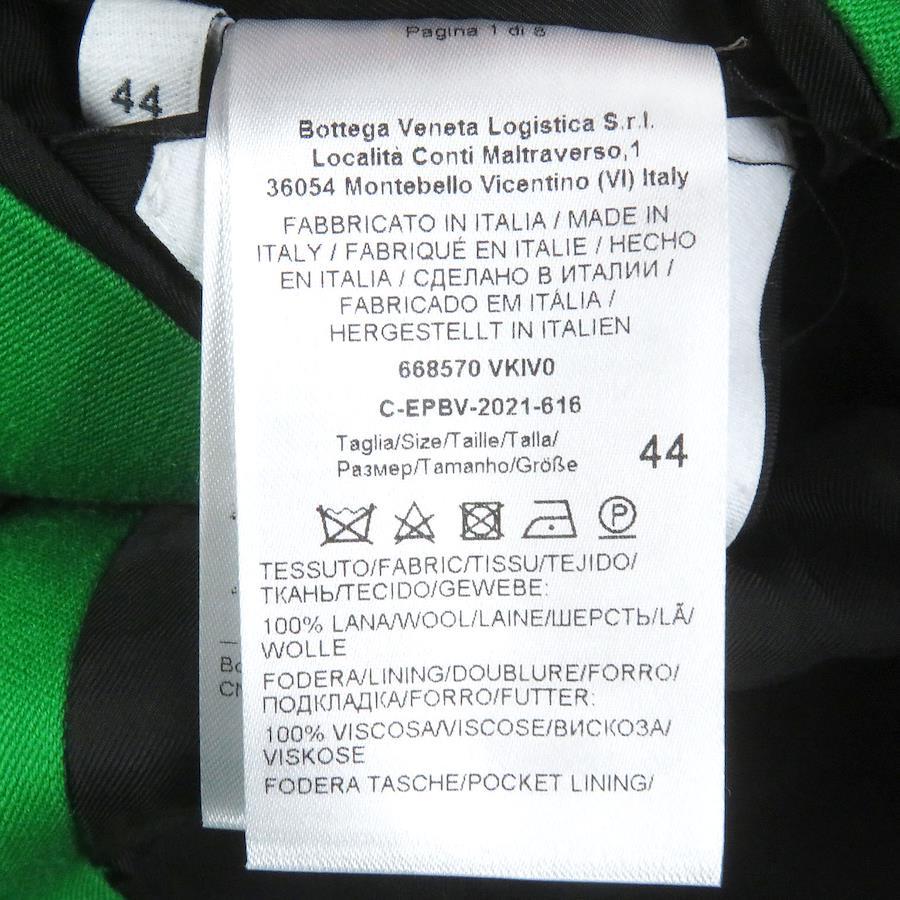 Pagina 1 di 8
44
Bottega Veneta Logistica S.r.l.
Località Conti Maltraverso,1
36054 Montebello Vicentino (VI) Italy
FABBRICATO IN ITALIA / MADE IN
ITALY / FABRIQUÉ EN ITALIE / HECHO
EN ITALIA / СДЕЛАНО В ИТАЛИИ /
FABRICADO EM ITÁLIA /
HERGESTELLT IN ITALIEN
668570 VKIV0
C-EPBV-2021-616
Taglia/Size/Taille/Talla/
Размер/Tamanho/Größe
44
P
TESSUTO/FABRIC/TISSU/TEJIDO/
ТКАНЬ/TECIDO/GEWEBE:
100% LANA/WOOL/LAINE/ШЕРСТЬ/LÃ/
WOLLE
FODERA/LINING/DOUBLURE/FORRO/
ПОДКЛАДКА/FORRO/FUTTER:
100% VISCOSA/VISCOSE/ВИСКОЗА/
VISKOSE
FODERA TASCHE/POCKET LINING/